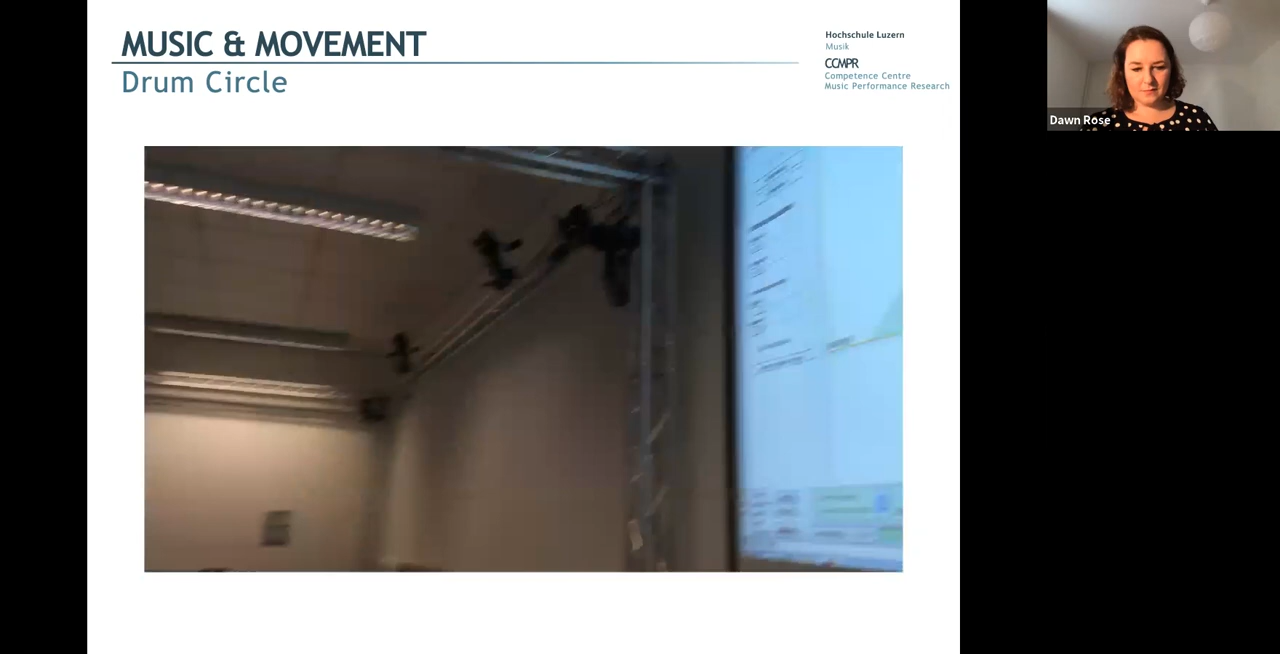 MUSIC & MOVEMENT
Drum Circle
Hochschule Luzern
Musik
CCMPR
Competence Centre
Music Performance Research
Dawn Rose